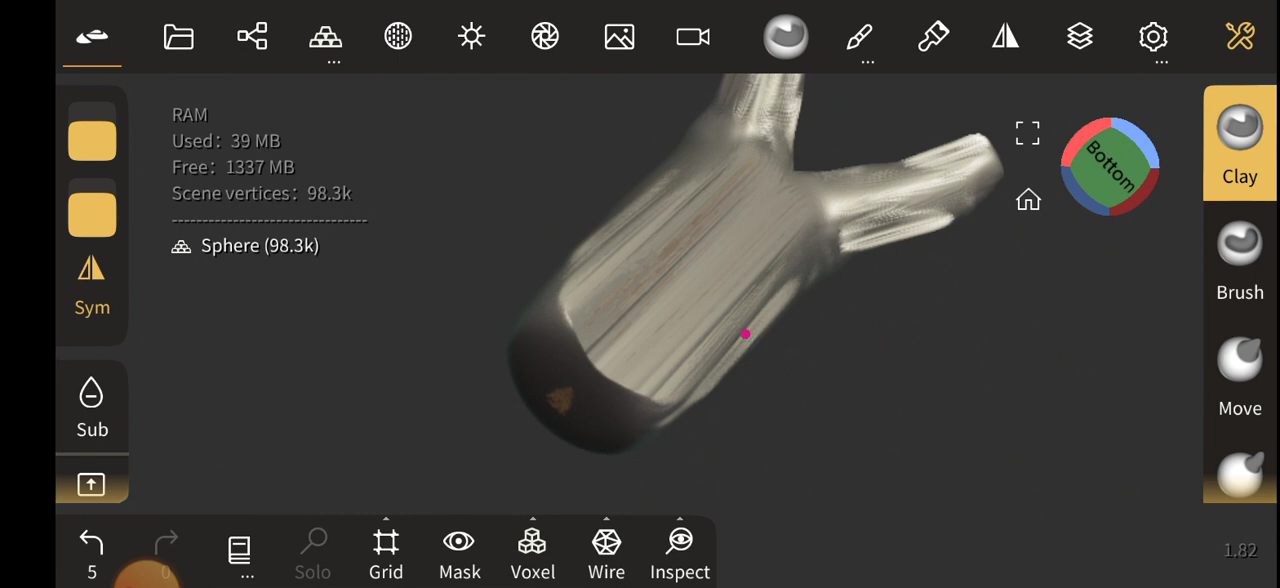 RAM
Used: 39 MB
Free: 1337 MB
Scene vertices: 98.3k
-------------------------------
Sphere (98.3k)
Bottom
Sym
Sub
Clay
Brush
Move
5
0
...
Solo
Grid
Mask
Voxel
Wire
Inspect
1.82